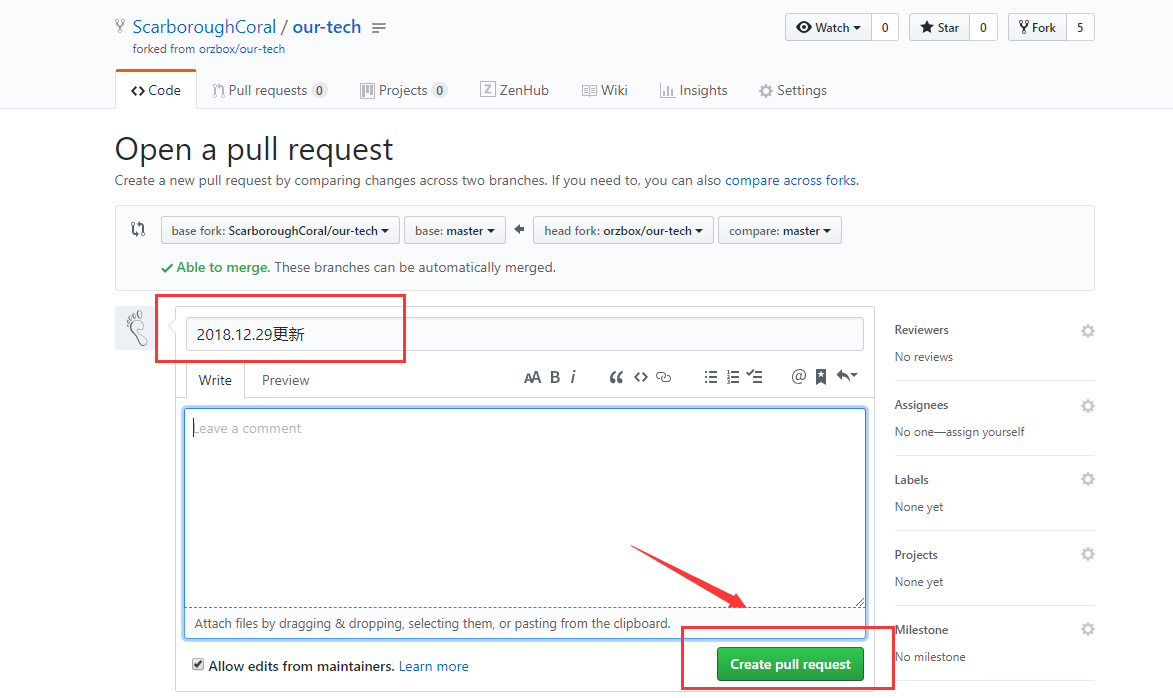 ScarboroughCoral / our-tech
forked from orzbox/our-tech
Watch 0 Star 0 Fork 5
Code Pull requests 0 Projects 0 Z ZenHub Wiki Insights Settings
Open a pull request
Create a new pull request by comparing changes across two branches. If you need to, you can also compare across forks.
base fork: ScarboroughCoral/our-tech base: master head fork: orzbox/our-tech compare: master
Able to merge. These branches can be automatically merged.
2018.12.29更新
Write Preview AA B i “ <> @
Leave a comment
Attach files by dragging & dropping, selecting them, or pasting from the clipboard.
Allow edits from maintainers. Learn more
Create pull request
Reviewers
No reviews
Assignees
No one—assign yourself
Labels
None yet
Projects
None yet
Milestone
No milestone